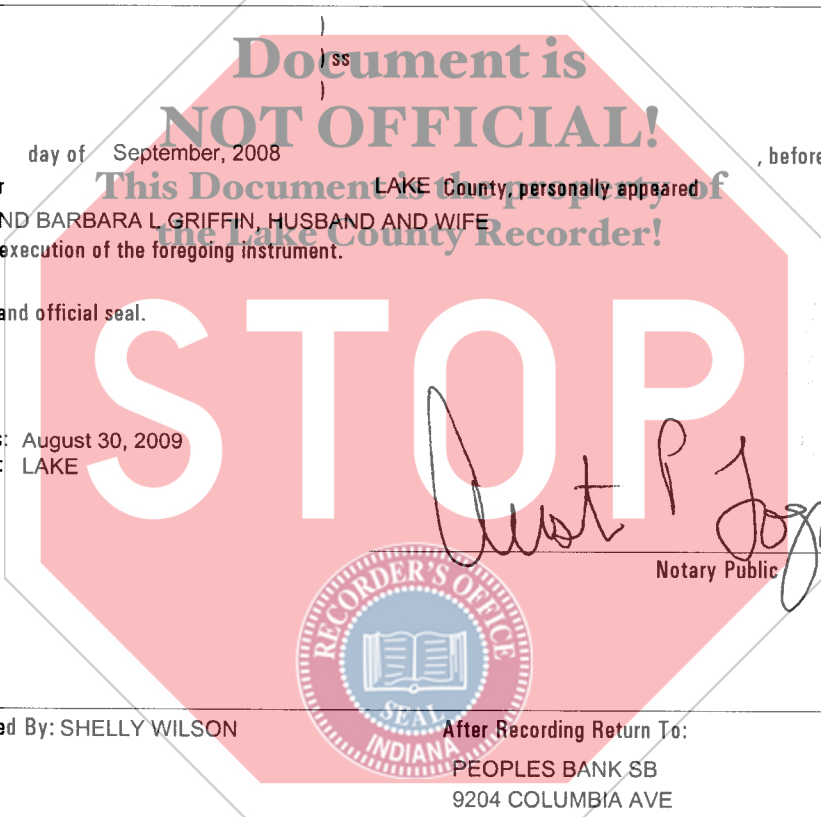 )
) ss
)
Document is
NOT OFFICIAL!
day of September, 2008 , before
This Document is the property of
r LAKE County, personally appeared
ND BARBARA L GRIFFIN, HUSBAND AND WIFE
the Lake County Recorder!
execution of the foregoing instrument.
and official seal.
STOP
s: August 30, 2009
: LAKE
Notary Public
RECORDER'S OFFICE
SEAL
INDIANA
ed By: SHELLY WILSON
After Recording Return To:
PEOPLES BANK SB
9204 COLUMBIA AVE